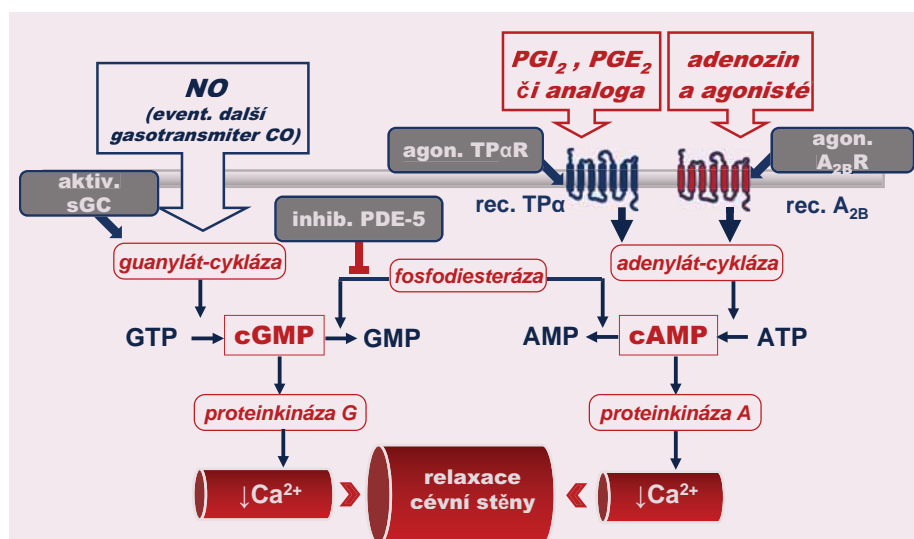 NO
(event. další
gasotransmiter CO)
PGI₂ , PGE₂
či analoga
adenozin
a agonisté
aktiv.
sGC
agon. TPαR
agon.
A₂BR
inhib. PDE-5
rec. TPα
rec. A₂B
guanylát-cykláza
fosfodiesteráza
adenylát-cykláza
GTP
cGMP
GMP
AMP
cAMP
ATP
proteinkináza G
proteinkináza A
↓Ca²⁺
relaxace
cévní stěny
↓Ca²⁺